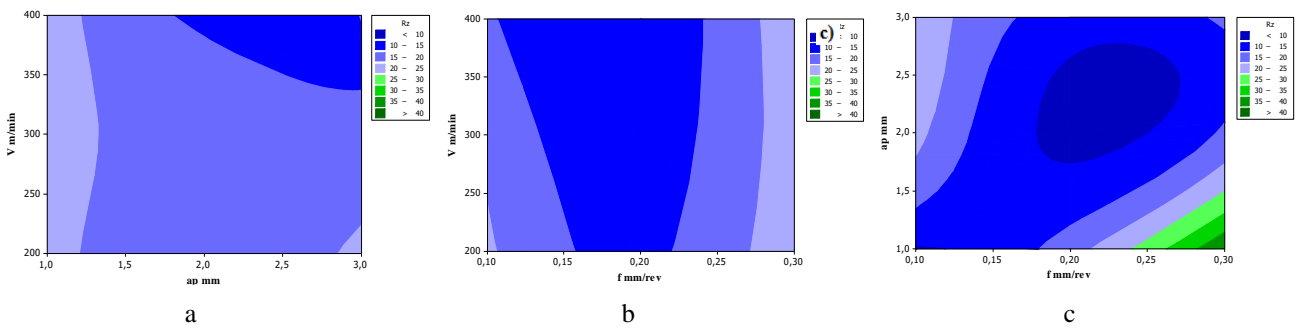 400
350
300
250
200
V m/min
1,0
1,5
2,0
2,5
3,0
ap mm
Rz
< 10
10 – 15
15 – 20
20 – 25
25 – 30
30 – 35
35 – 40
> 40
a
400
350
300
250
200
V m/min
0,10
0,15
0,20
0,25
0,30
f mm/rev
c)
: 10
10 – 15
15 – 20
20 – 25
25 – 30
30 – 35
35 – 40
> 40
b
3,0
2,5
2,0
1,5
1,0
ap mm
0,10
0,15
0,20
0,25
0,30
f mm/rev
Rz
< 10
10 – 15
15 – 20
20 – 25
25 – 30
30 – 35
35 – 40
> 40
c